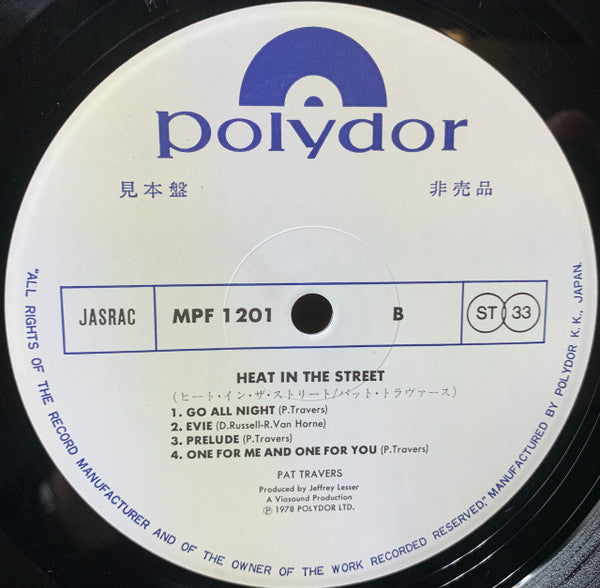 polydor
見本盤 非売品
JASRAC MPF 1201 B ST 33
HEAT IN THE STREET
(ヒート・イン・ザ・ストリート/パット・トラヴァース)
1. GO ALL NIGHT (P.Travers)
2. EVIE (D.Russell-R.Van Horne)
3. PRELUDE (P.Travers)
4. ONE FOR ME AND ONE FOR YOU (P.Travers)
PAT TRAVERS
Produced by Jeffrey Lesser
A Viasound Production
Ⓟ 1978 POLYDOR LTD.
"ALL RIGHTS OF THE RECORD MANUFACTURER AND OF THE OWNER OF THE WORK RECORDED RESERVED." MANUFACTURED BY POLYDOR K.K., JAPAN.